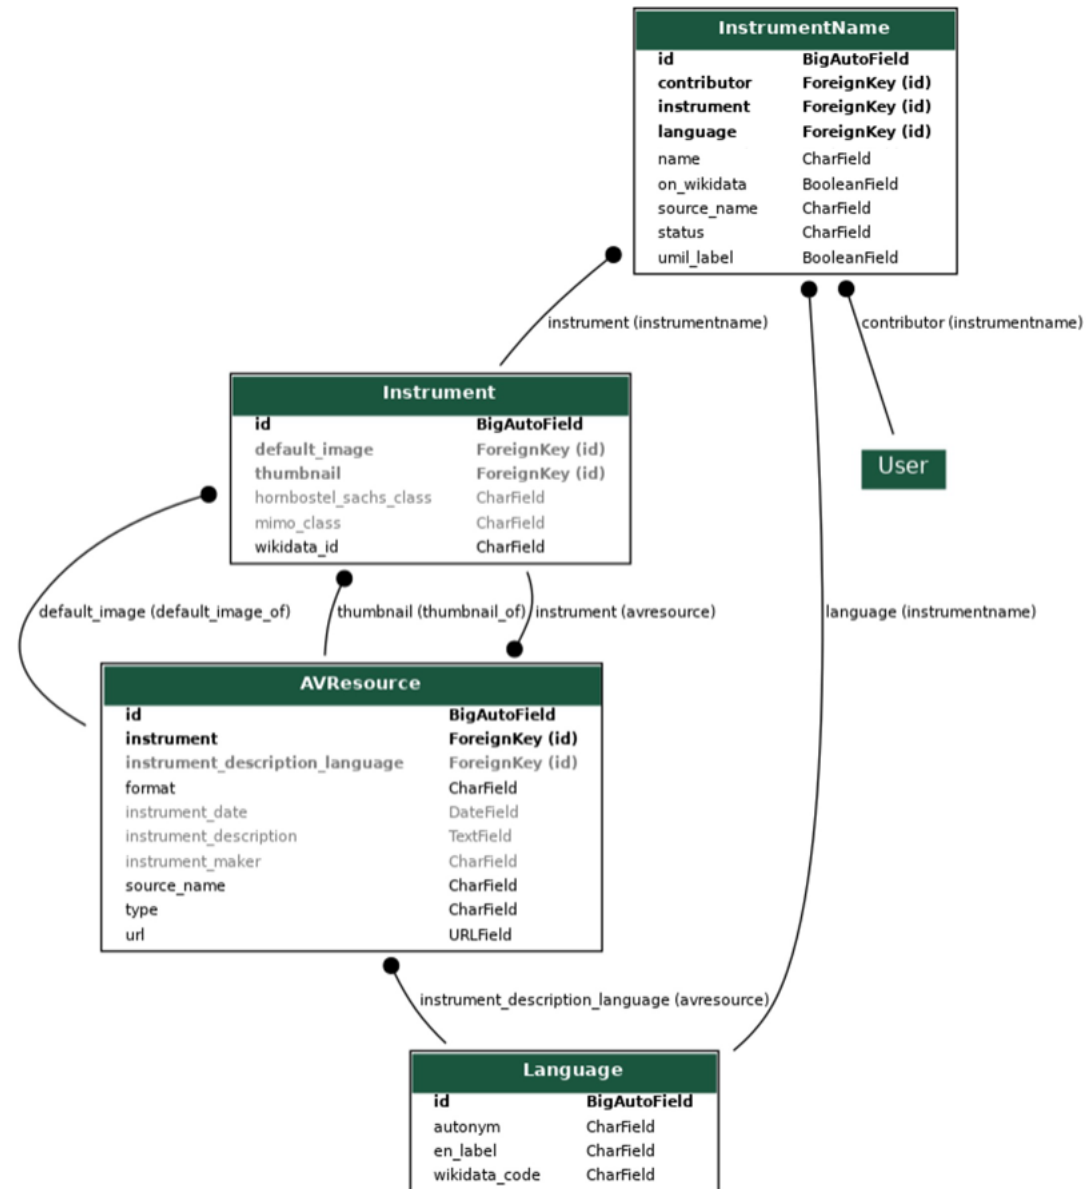 InstrumentName
id BigAutoField
contributor ForeignKey (id)
instrument ForeignKey (id)
language ForeignKey (id)
name CharField
on_wikidata BooleanField
source_name CharField
status CharField
umil_label BooleanField
instrument (instrumentname)
contributor (instrumentname)
Instrument
id BigAutoField
default_image ForeignKey (id)
thumbnail ForeignKey (id)
hornbostel_sachs_class CharField
mimo_class CharField
wikidata_id CharField
User
default_image (default_image_of)
thumbnail (thumbnail_of)
instrument (avresource)
language (instrumentname)
AVResource
id BigAutoField
instrument ForeignKey (id)
instrument_description_language ForeignKey (id)
format CharField
instrument_date DateField
instrument_description TextField
instrument_maker CharField
source_name CharField
type CharField
url URLField
instrument_description_language (avresource)
Language
id BigAutoField
autonym CharField
en_label CharField
wikidata_code CharField